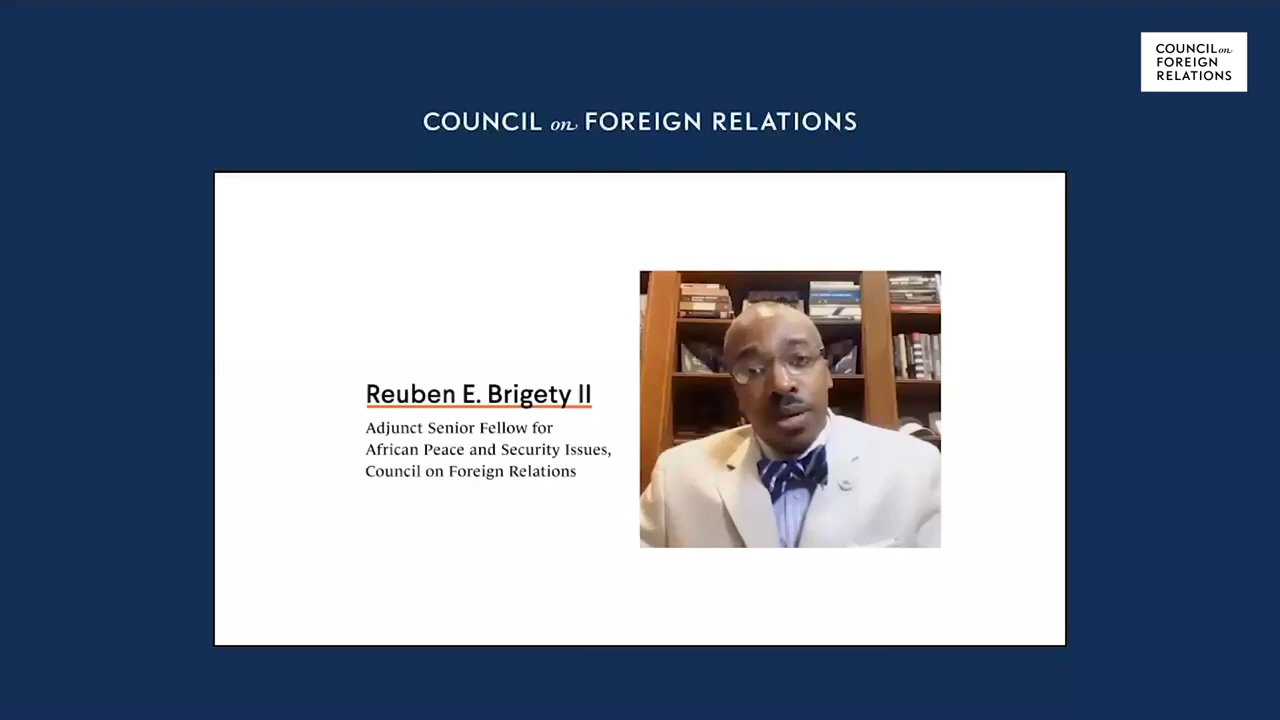 COUNCIL on
FOREIGN
RELATIONS
COUNCIL on FOREIGN RELATIONS
Reuben E. Brigety II
Adjunct Senior Fellow for
African Peace and Security Issues,
Council on Foreign Relations